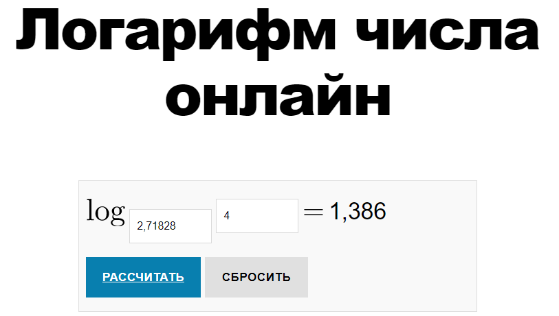 Логарифм числа
онлайн
log 2,71828 4 = 1,386
РАССЧИТАТЬ СБРОСИТЬ